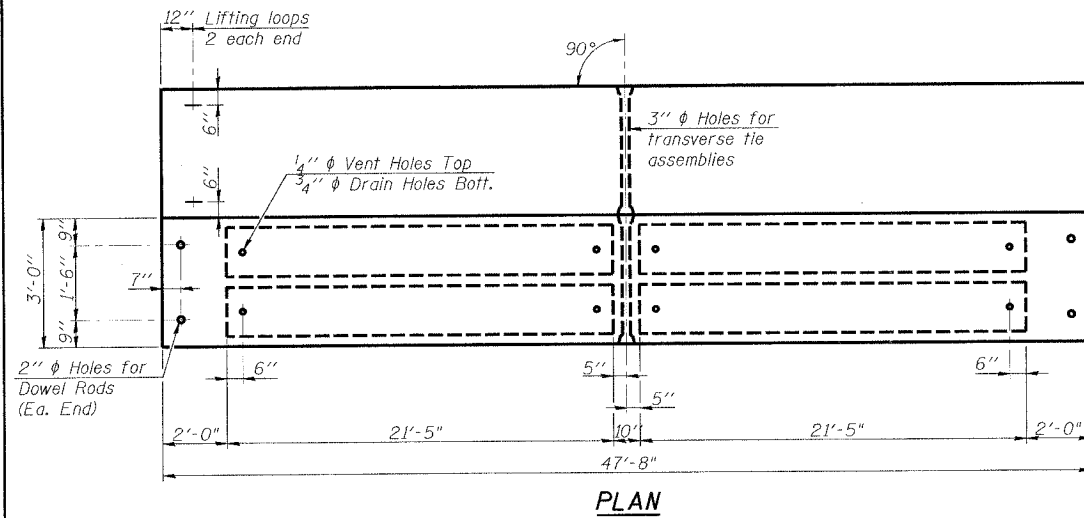 12" Lifting loops
2 each end
90°
6"
3" ϕ Holes for
transverse tie
assemblies
1/4" ϕ Vent Holes Top
3/4" ϕ Drain Holes Bott.
6"
9"
3'-0"
1'-6"
7"
9"
2" ϕ Holes for
Dowel Rods
(Ea. End)
6"
5"
6"
5"
2'-0"
21'-5"
10"
21'-5"
2'-0"
47'-8"
PLAN